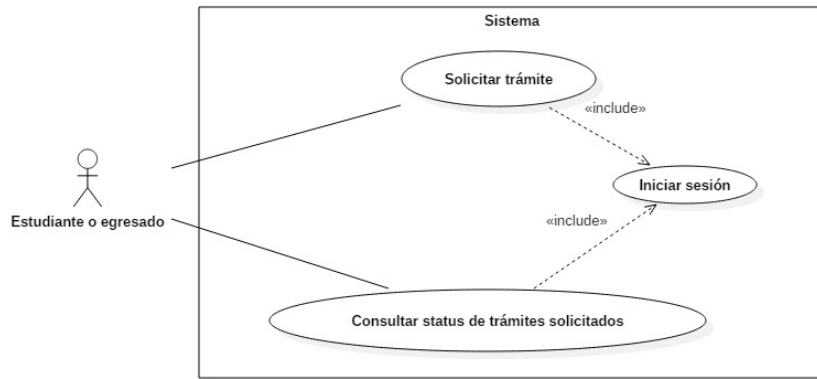 Sistema
Solicitar trámite
«include»
Iniciar sesión
Estudiante o egresado
«include»
Consultar status de trámites solicitados